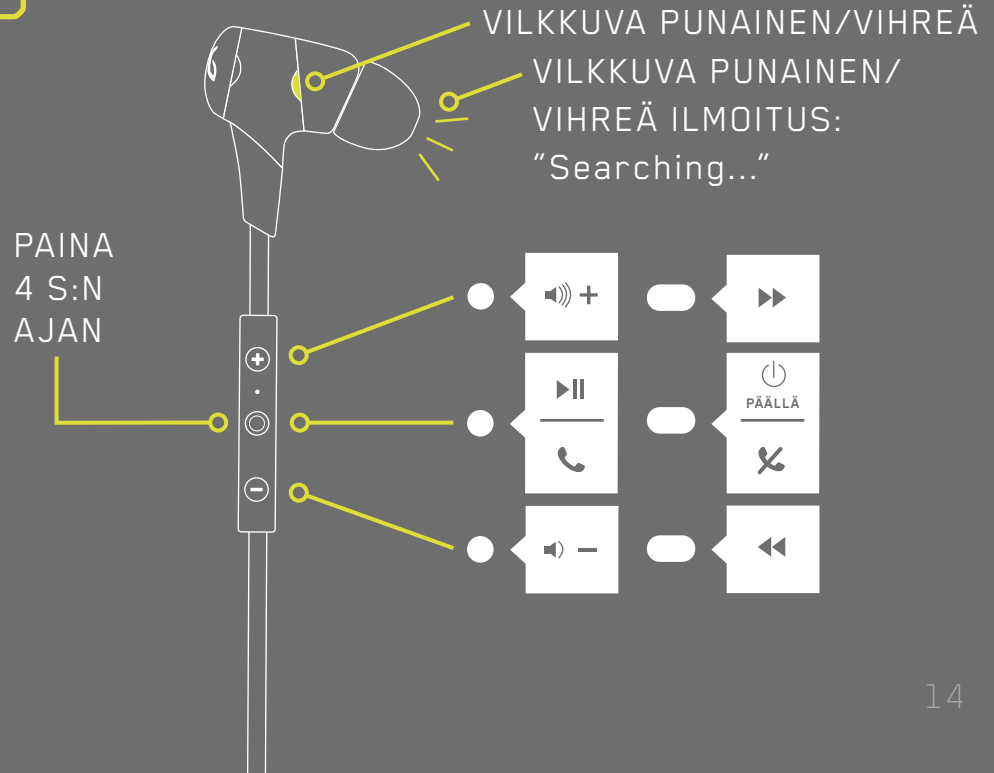 VILKKUVA PUNAINEN/VIHREÄ
VILKKUVA PUNAINEN/
VIHREÄ ILMOITUS:
“Searching...”
PAINA
4 S:N
AJAN
PÄÄLLÄ
14